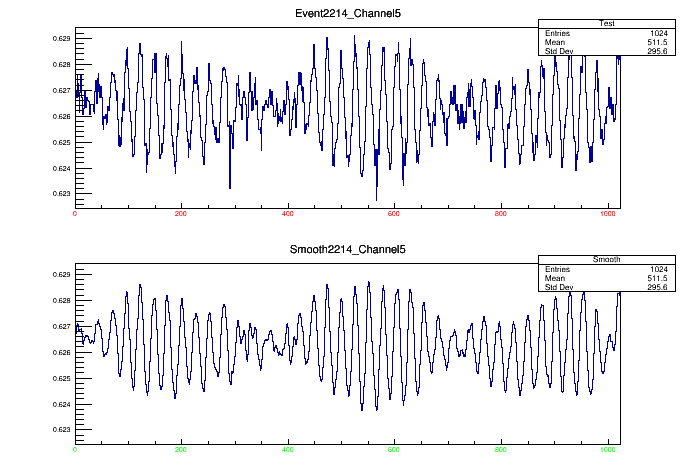 Event2214_Channel5
Test
Entries 1024
Mean 511.5
Std Dev 295.6
0.629
0.628
0.627
0.626
0.625
0.624
0.623
0 200 400 600 800 1000
Smooth2214_Channel5
Smooth
Entries 1024
Mean 511.5
Std Dev 295.6
0.629
0.628
0.627
0.626
0.625
0.624
0.623
0 200 400 600 800 1000